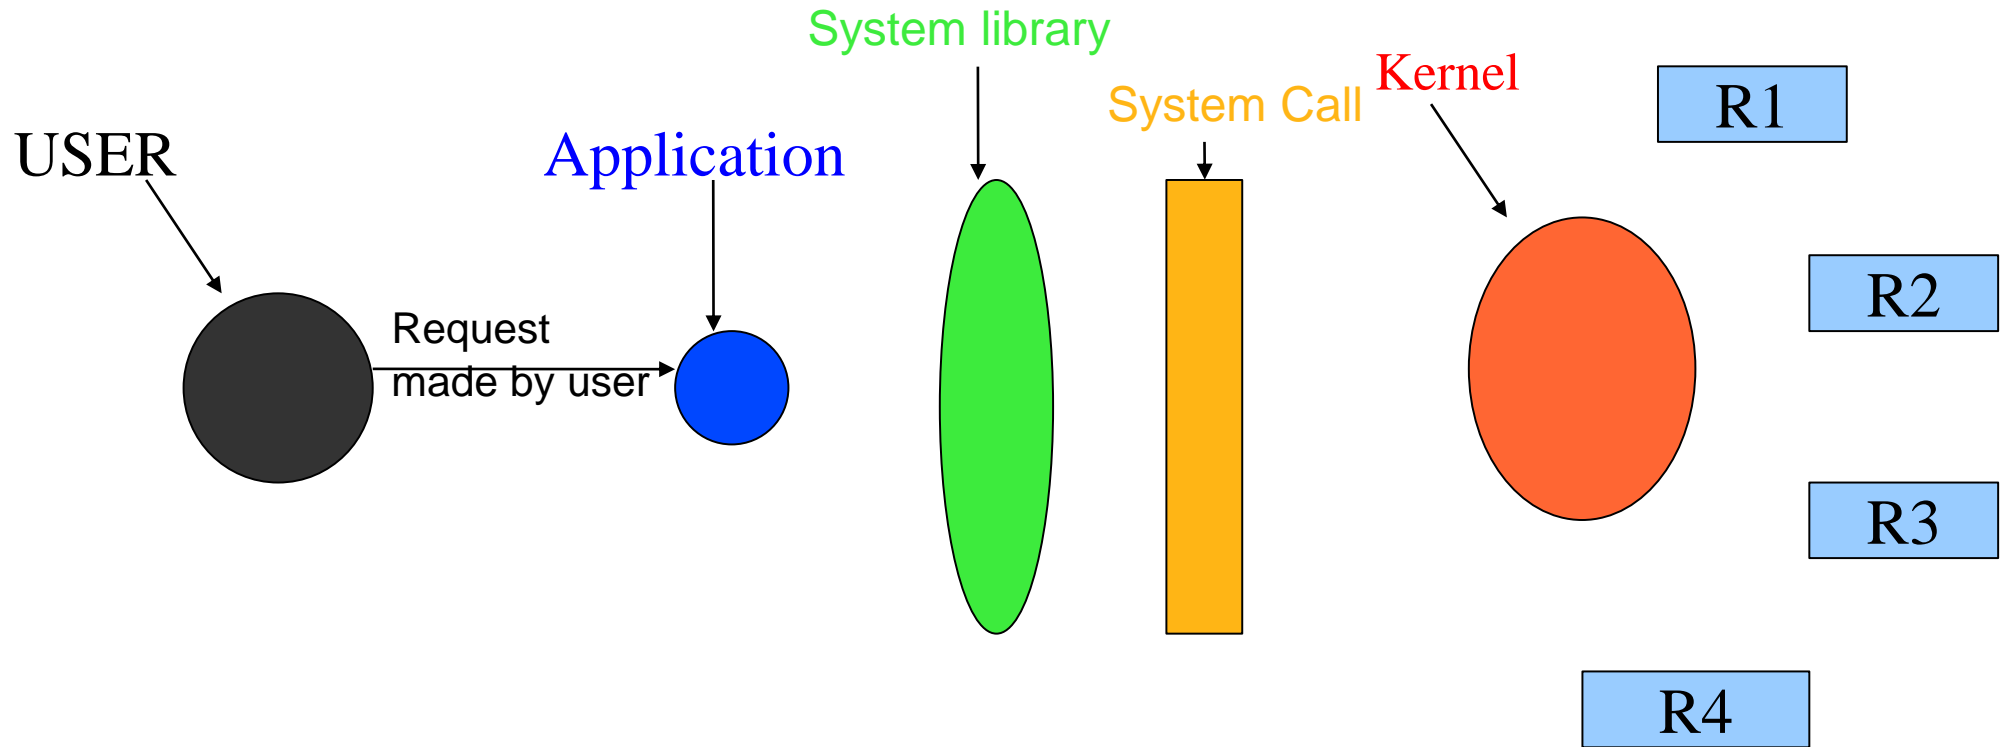 System library
Kernel
System Call
R1
USER
Application
R2
Request
made by user
R3
R4